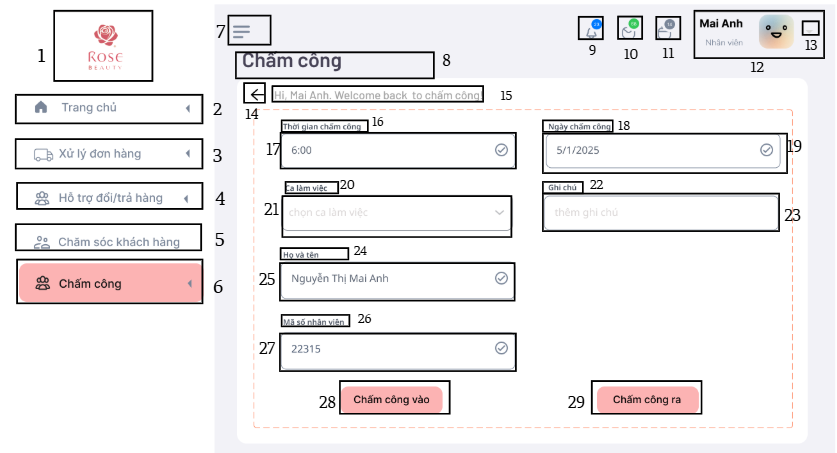 1
ROSE
BEAUTY
Trang chủ
2
Xử lý đơn hàng
3
Hỗ trợ đổi/trả hàng
4
Chăm sóc khách hàng
5
Chấm công
6
7
Chấm công
8
9
10
11
Mai Anh
Nhân viên
12
13
14
Hi, Mai Anh. Welcome back to chấm công!
15
Thời gian chấm công
16
17
6:00
Ngày chấm công
18
5/1/2025
19
Ca làm việc
20
21
chọn ca làm việc
Ghi chú
22
thêm ghi chú
23
Họ và tên
24
25
Nguyễn Thị Mai Anh
Mã số nhân viên
26
27
22315
28
Chấm công vào
29
Chấm công ra